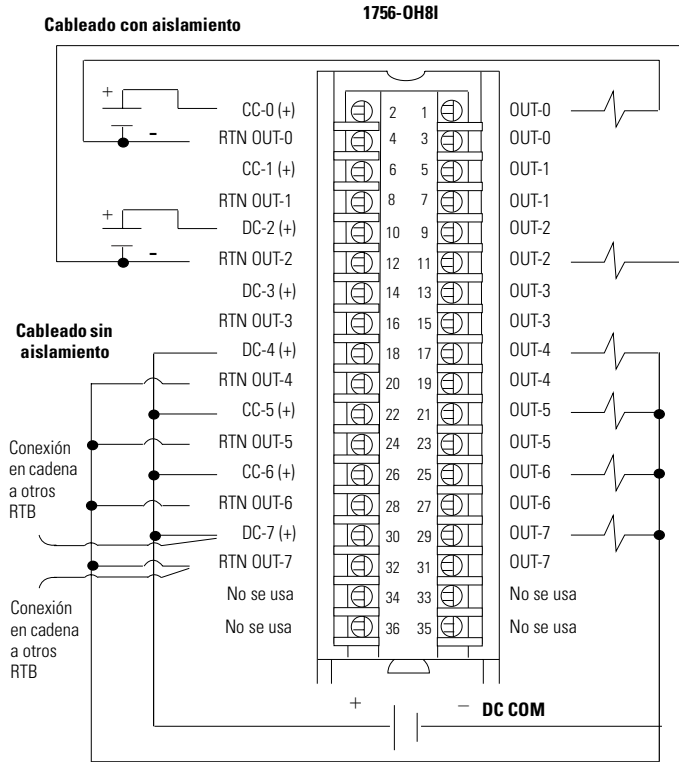 1756-OH8I
Cableado con aislamiento
+
CC-0 (+) 2 1 OUT-0
RTN OUT-0 4 3 OUT-0
-
CC-1 (+) 6 5 OUT-1
RTN OUT-1 8 7 OUT-1
+
DC-2 (+) 10 9 OUT-2
RTN OUT-2 12 11 OUT-2
-
DC-3 (+) 14 13 OUT-3
RTN OUT-3 16 15 OUT-3
Cableado sin
aislamiento
DC-4 (+) 18 17 OUT-4
RTN OUT-4 20 19 OUT-4
CC-5 (+) 22 21 OUT-5
RTN OUT-5 24 23 OUT-5
CC-6 (+) 26 25 OUT-6
RTN OUT-6 28 27 OUT-6
DC-7 (+) 30 29 OUT-7
RTN OUT-7 32 31 OUT-7
No se usa 34 33 No se usa
No se usa 36 35 No se usa
Conexión
en cadena
a otros
RTB
Conexión
en cadena
a otros
RTB
+ - DC COM